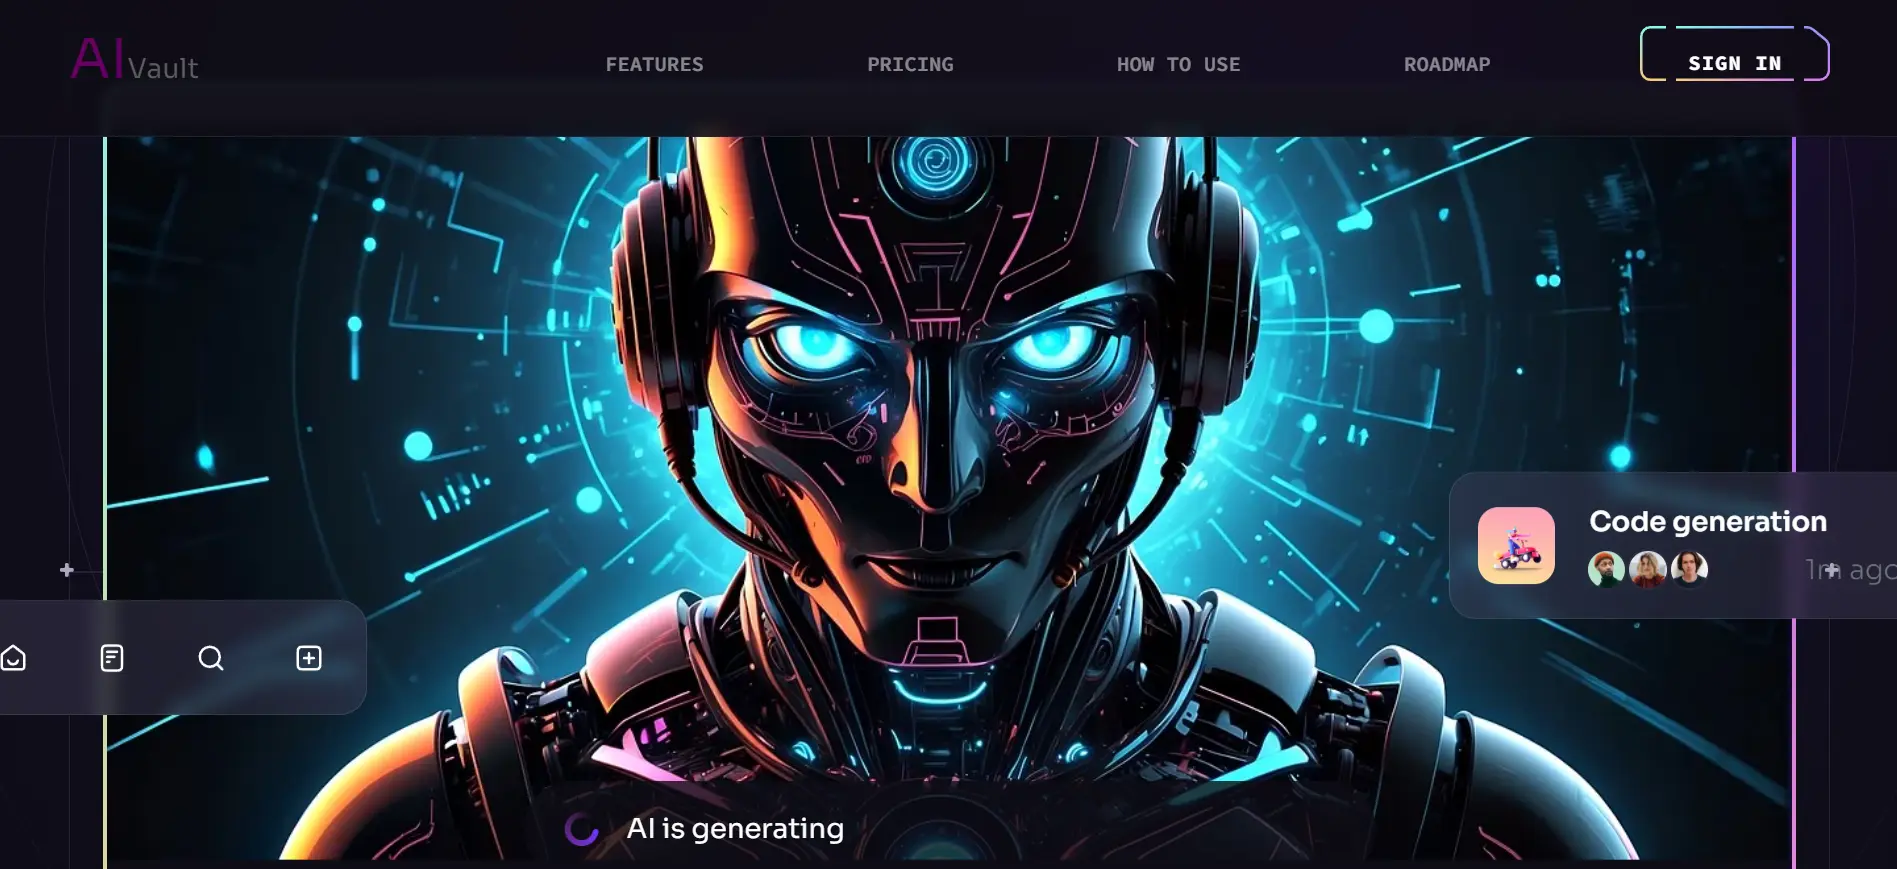 AI Vault
FEATURES
PRICING
HOW TO USE
ROADMAP
SIGN IN
Code generation
1m ago
AI is generating